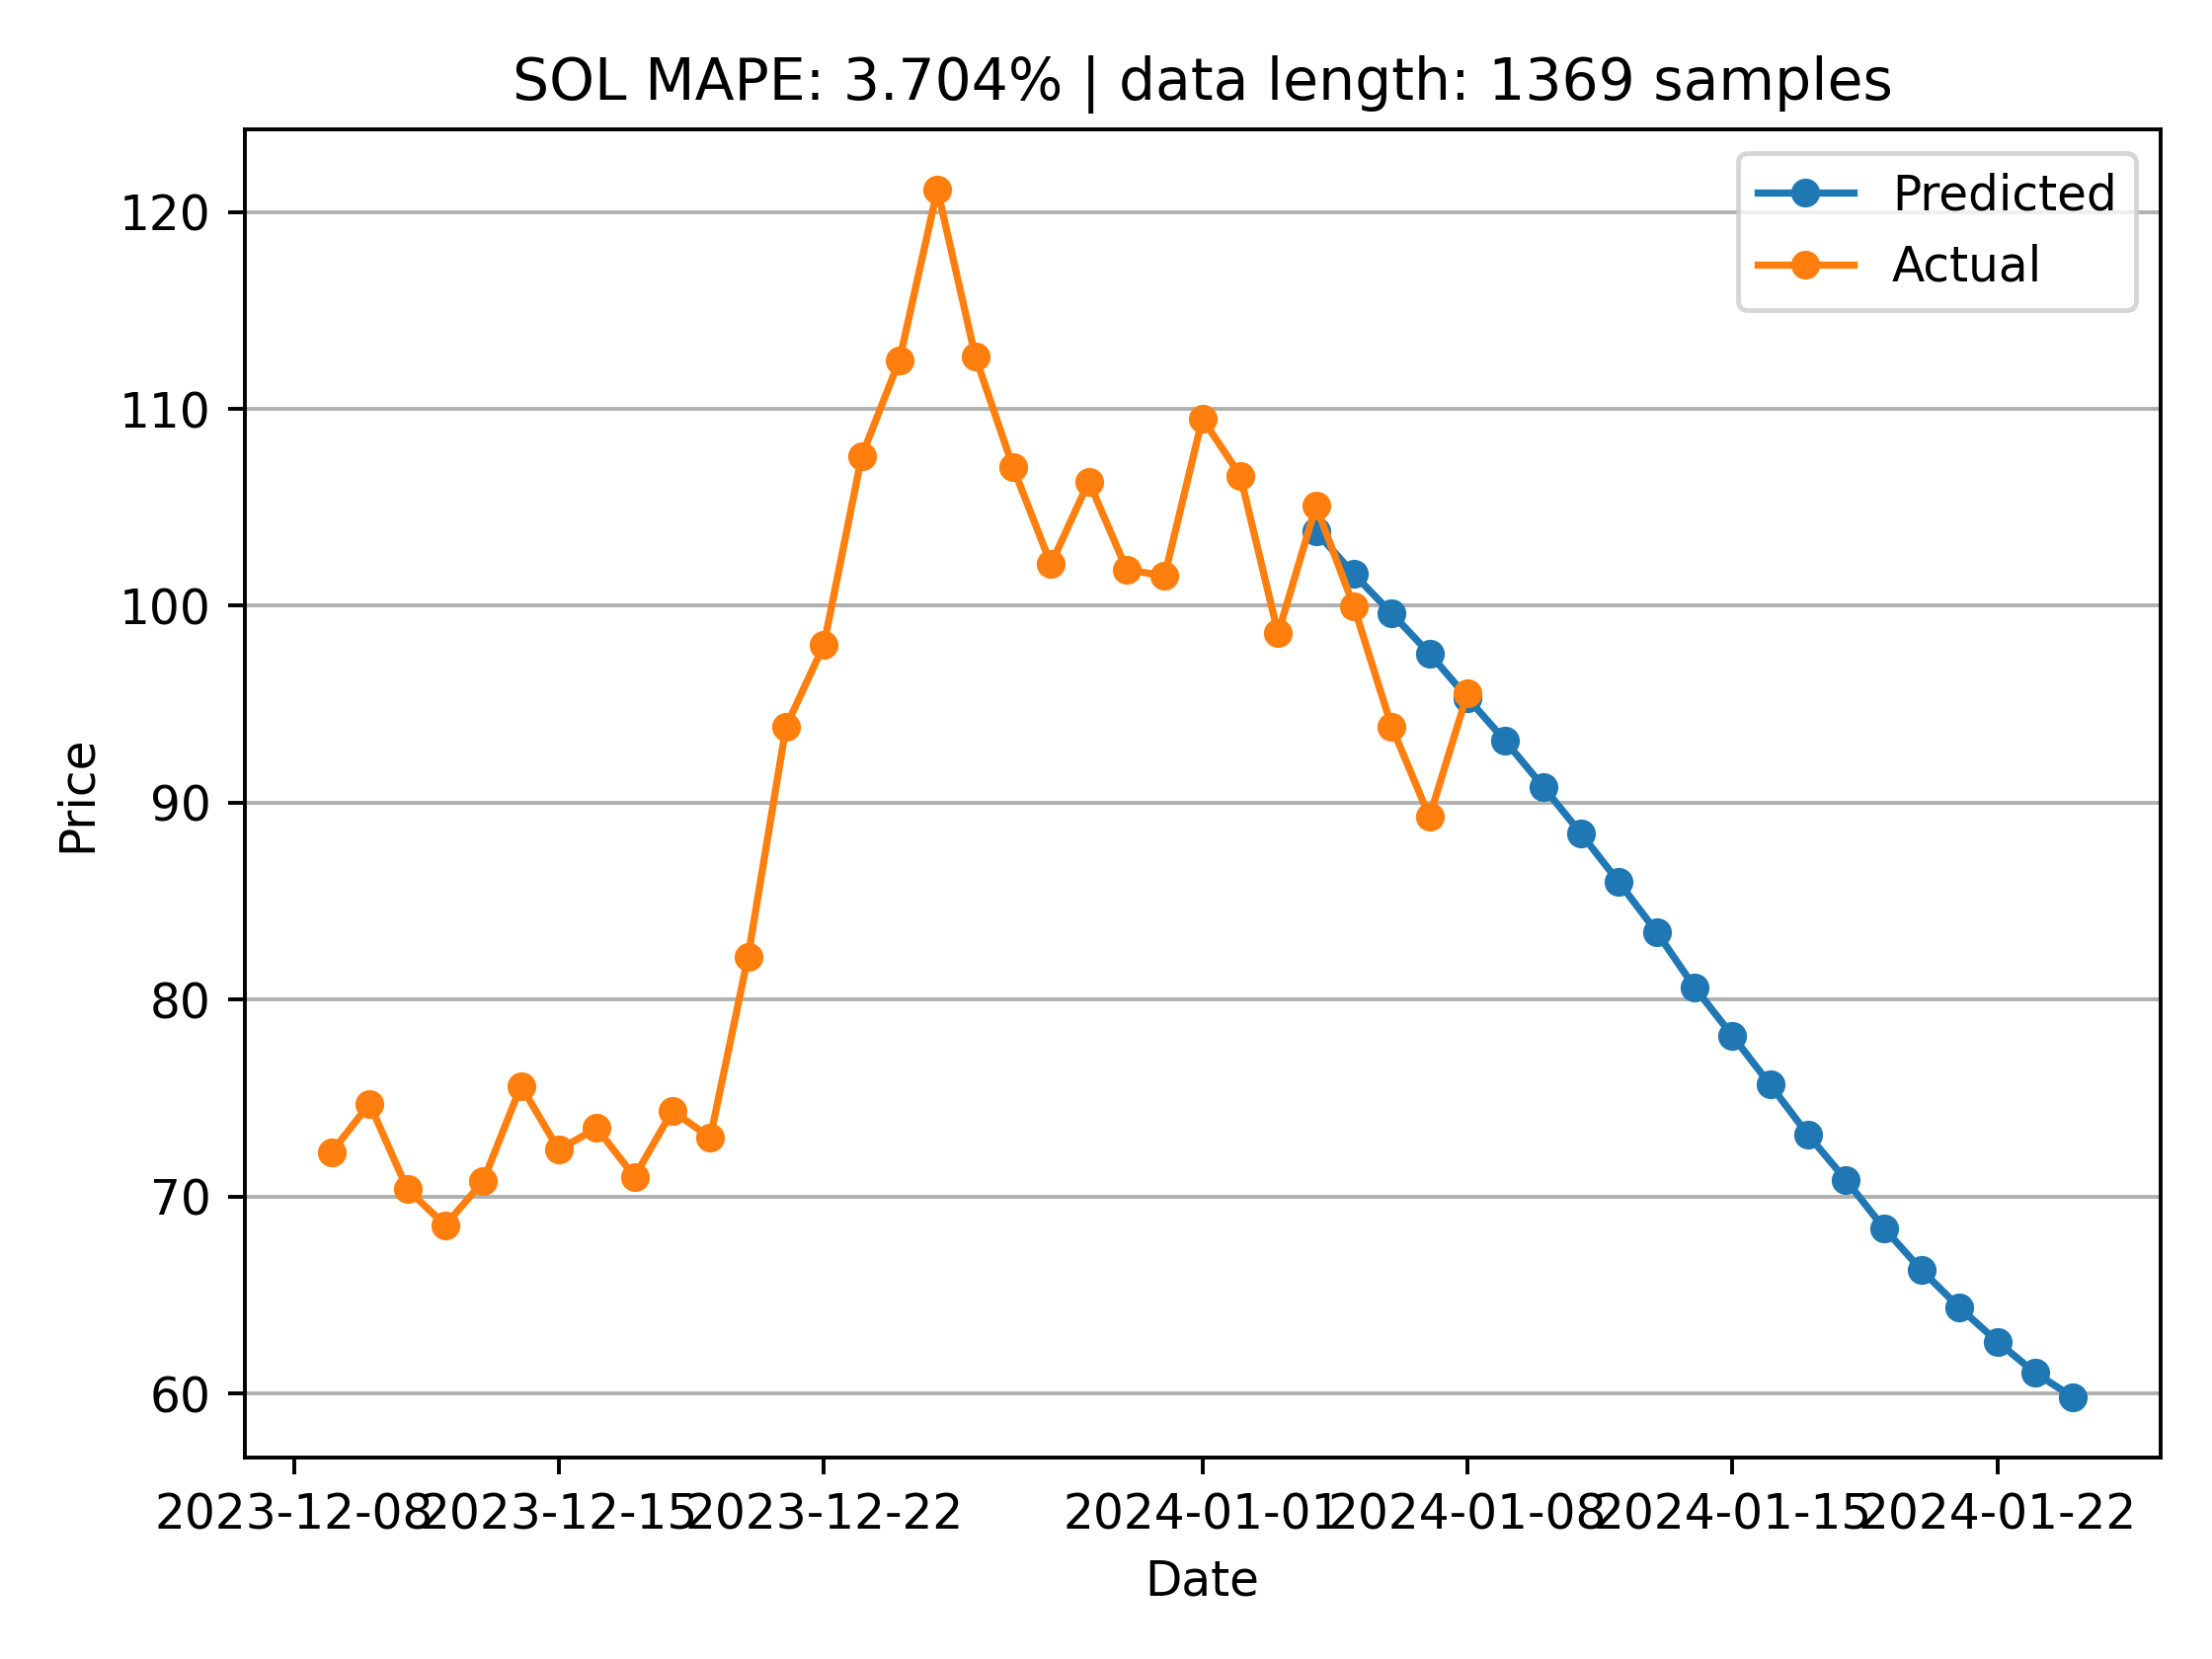 SOL MAPE: 3.704% | data length: 1369 samples
Predicted
Actual
120
110
100
90
80
70
60
Price
2023-12-08 2023-12-15 2023-12-22 2024-01-01 2024-01-08 2024-01-15 2024-01-22
Date